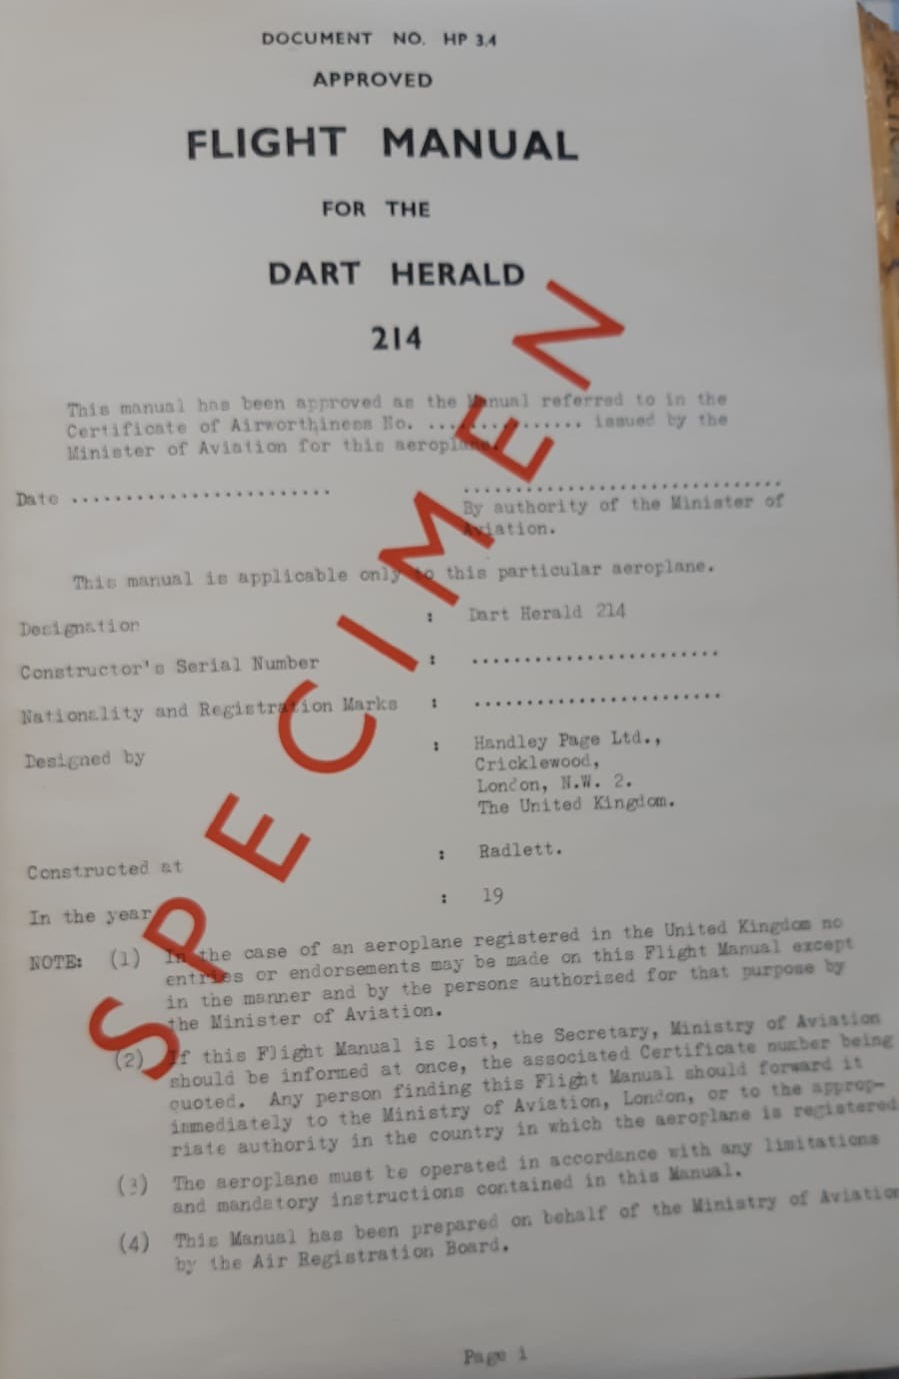 DOCUMENT NO. HP 3.4
APPROVED
FLIGHT MANUAL
FOR THE
DART HERALD
214
This manual has been approved as the Manual referred to in the
Certificate of Airworthiness No. ............... issued by the
Minister of Aviation for this aeroplane.
Date ........................ ..............................
By authority of the Minister of
Aviation.
This manual is applicable only to this particular aeroplane.
Designation : Dart Herald 214
Constructor's Serial Number : ........................
Nationality and Registration Marks : ........................
Designed by : Handley Page Ltd.,
Cricklewood,
London, N.W. 2.
The United Kingdom.
Constructed at : Radlett.
In the year : 19
NOTE: (1) In the case of an aeroplane registered in the United Kingdom no
entries or endorsements may be made on this Flight Manual except
in the manner and by the persons authorised for that purpose by
the Minister of Aviation.
(2) If this Flight Manual is lost, the Secretary, Ministry of Aviation
should be informed at once, the associated Certificate number being
quoted. Any person finding this Flight Manual should forward it
immediately to the Ministry of Aviation, London, or to the approp-
riate authority in the country in which the aeroplane is registered
(3) The aeroplane must be operated in accordance with any limitations
and mandatory instructions contained in this Manual.
(4) This Manual has been prepared on behalf of the Ministry of Aviation
by the Air Registration Board.
Page i
SPECIMEN